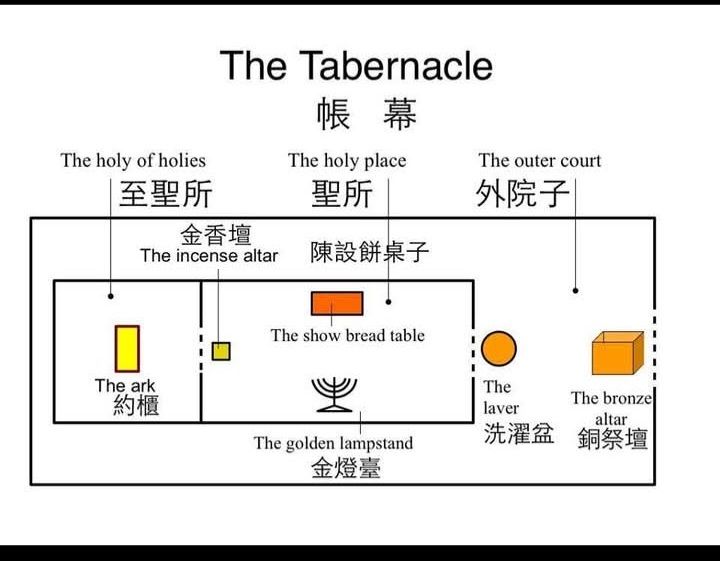 The Tabernacle
帳 幕
The holy of holies
The holy place
The outer court
至聖所
聖所
外院子
金香壇
The incense altar
陳設餅桌子
The show bread table
The ark
約櫃
The
laver
洗濯盆
The bronze
altar
銅祭壇
The golden lampstand
金燈臺